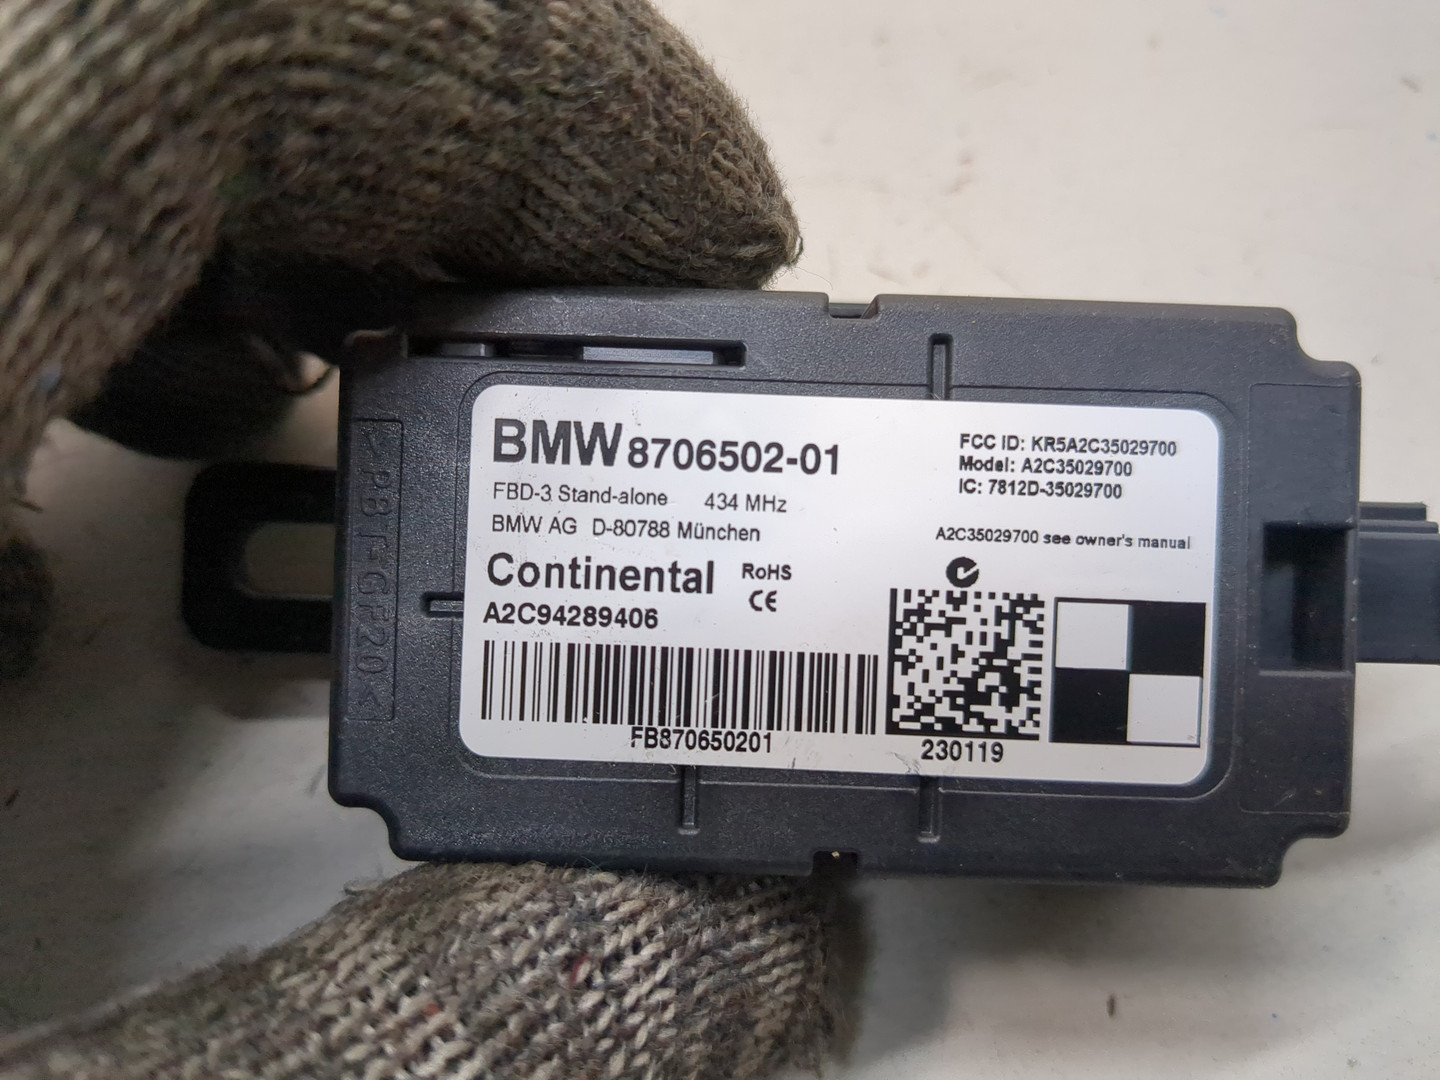 BMW 8706502-01
FBD-3 Stand-alone 434 MHz
BMW AG D-80788 München
Continental RoHS
CE
A2C94289406
FB870650201
FCC ID: KR5A2C35029700
Model: A2C35029700
IC: 7812D-35029700
A2C35029700 see owner's manual
230119
>PBT-GF20<